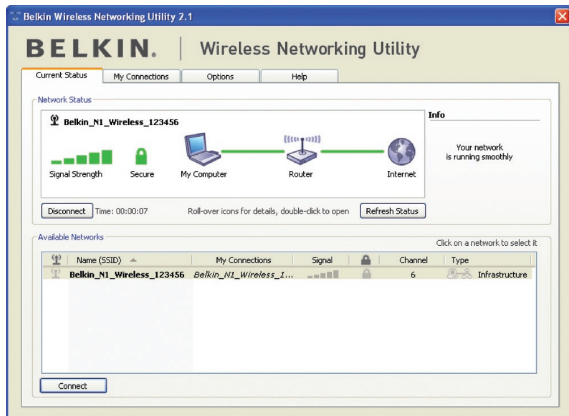 Belkin Wireless Networking Utility 2.1
BELKIN. | Wireless Networking Utility
Current Status My Connections Options Help
Network Status
Belkin_N1_Wireless_123456
Info
Your network
is running smoothly
Signal Strength Secure My Computer Router Internet
Disconnect Time: 00:00:07 Roll-over icons for details, double-click to open Refresh Status
Available Networks
Click on a network to select it
Name (SSID) My Connections Signal Channel Type
Belkin_N1_Wireless_123456 Belkin_N1_Wireless_1... 6 Infrastructure
Connect